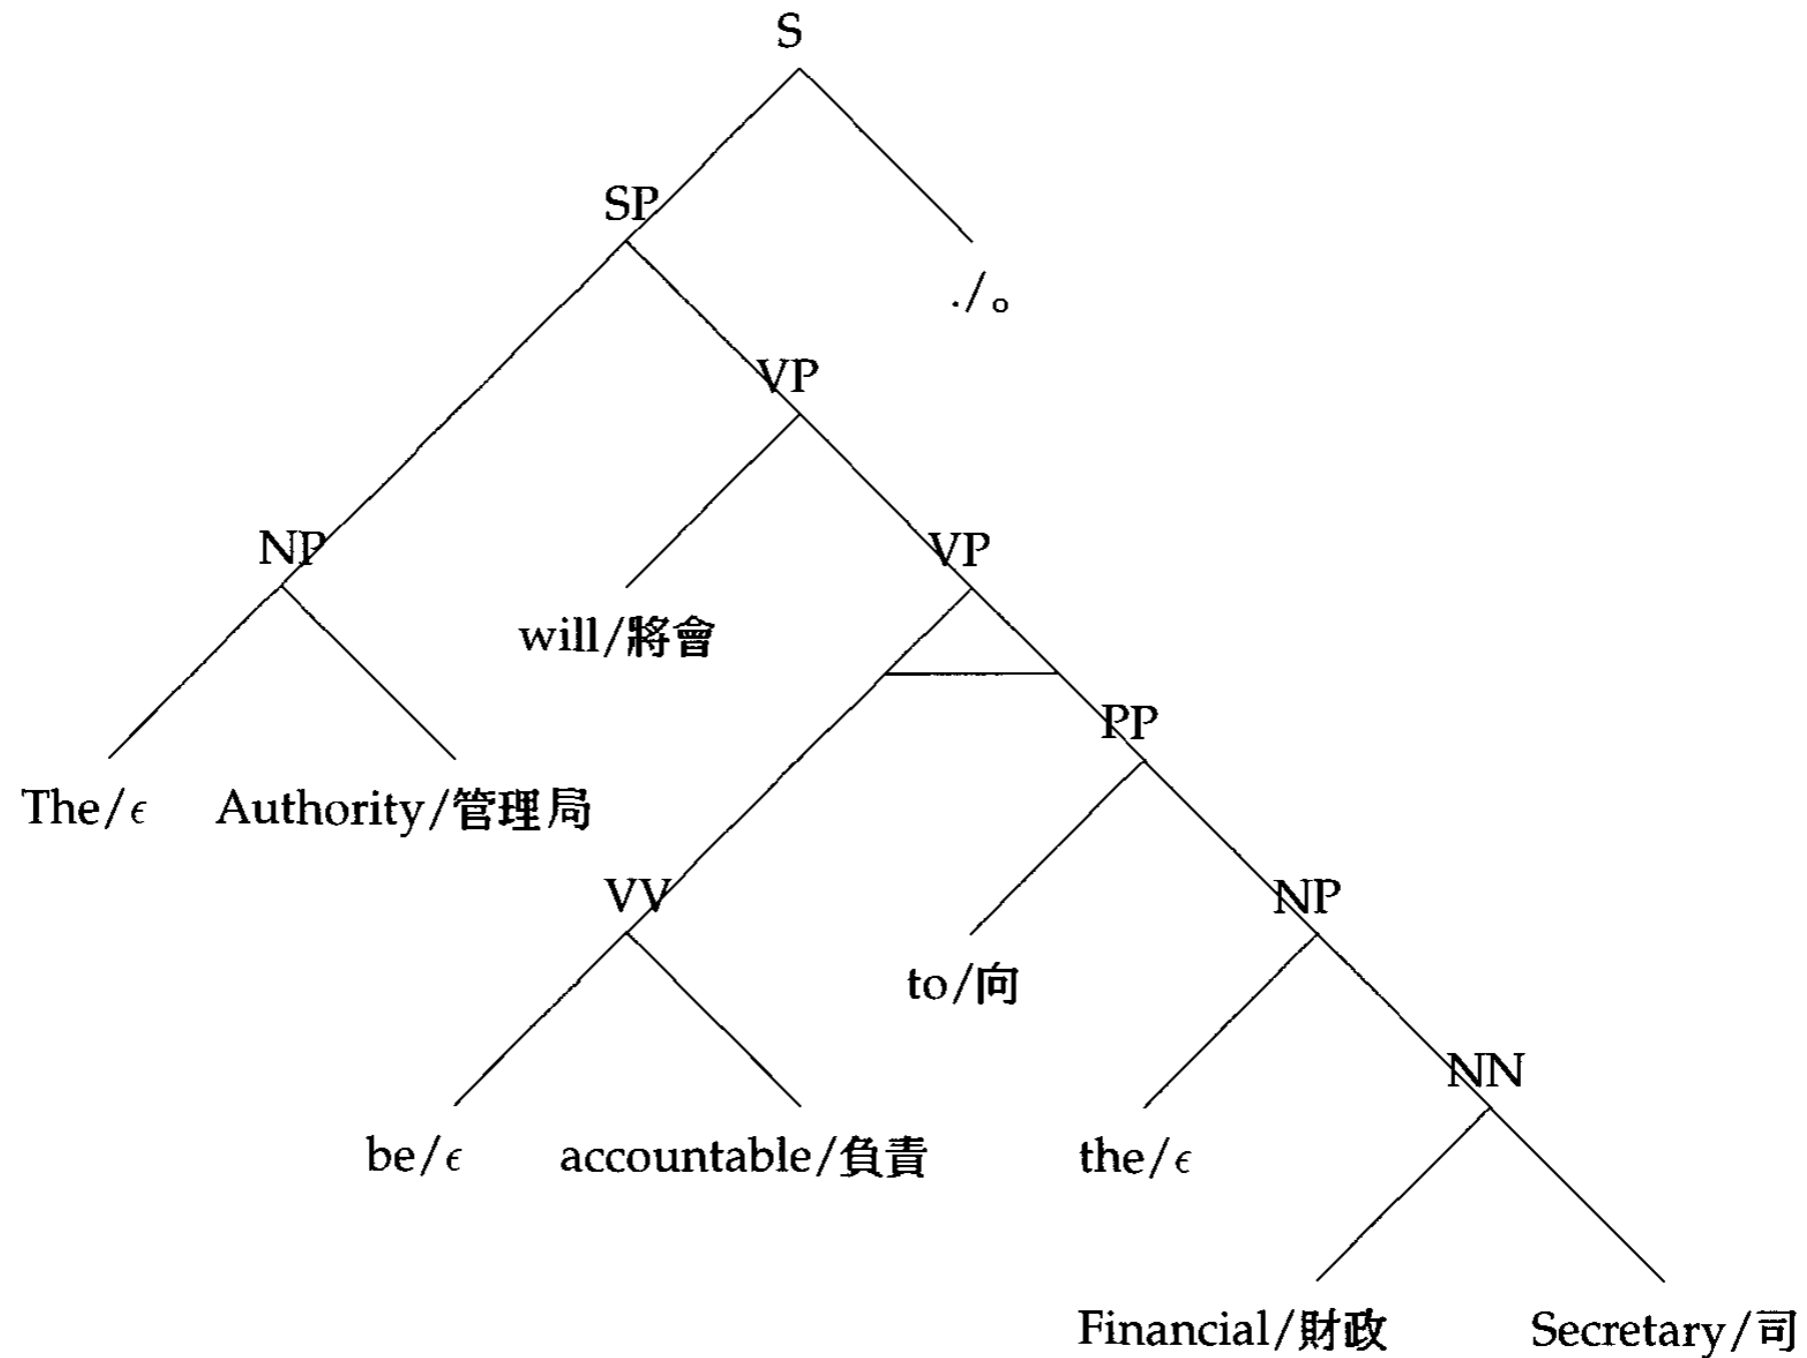 S
SP
./。
VP
NP
VP
will/將會
PP
The/ϵ Authority/管理局
VV
NP
to/向
NN
be/ϵ accountable/負責 the/ϵ
Financial/財政 Secretary/司